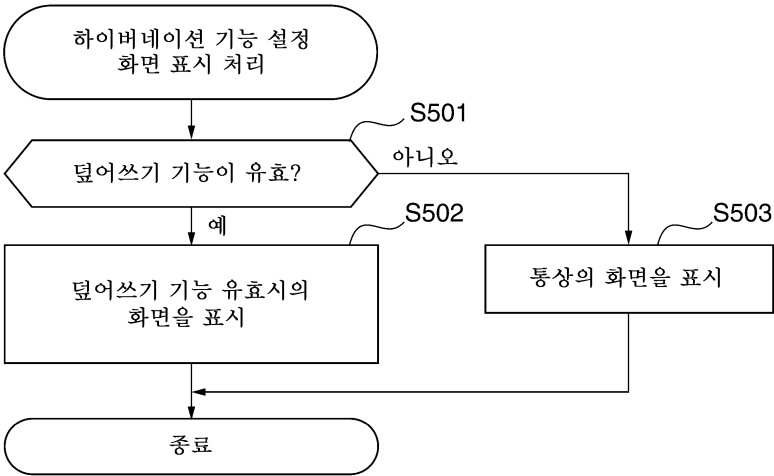 하이버네이션 기능 설정
화면 표시 처리
S501
덮어쓰기 기능이 유효?
아니오
예
S502
S503
덮어쓰기 기능 유효시의
화면을 표시
통상의 화면을 표시
종료